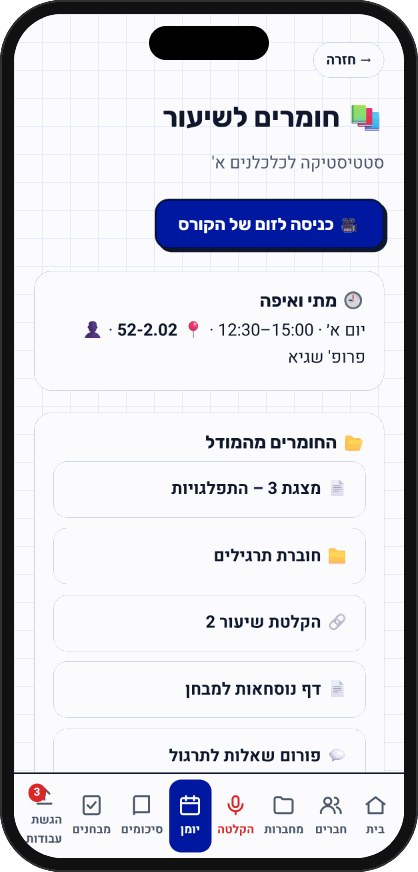 → חזרה
חומרים לשיעור
סטטיסטיקה לכלכלנים א'
כניסה לזום של הקורס
מתי ואיפה
יום א׳ · 12:30–15:00 · 52-2.02 ·
פרופ' שגיא
החומרים מהמודל
מצגת 3 – התפלגויות
חוברת תרגילים
הקלטת שיעור 2
דף נוסחאות למבחן
פורום שאלות לתרגול
בית
חברים
מחברות
הקלטה
יומן
סיכומים
מבחנים
3
הגשת
עבודות